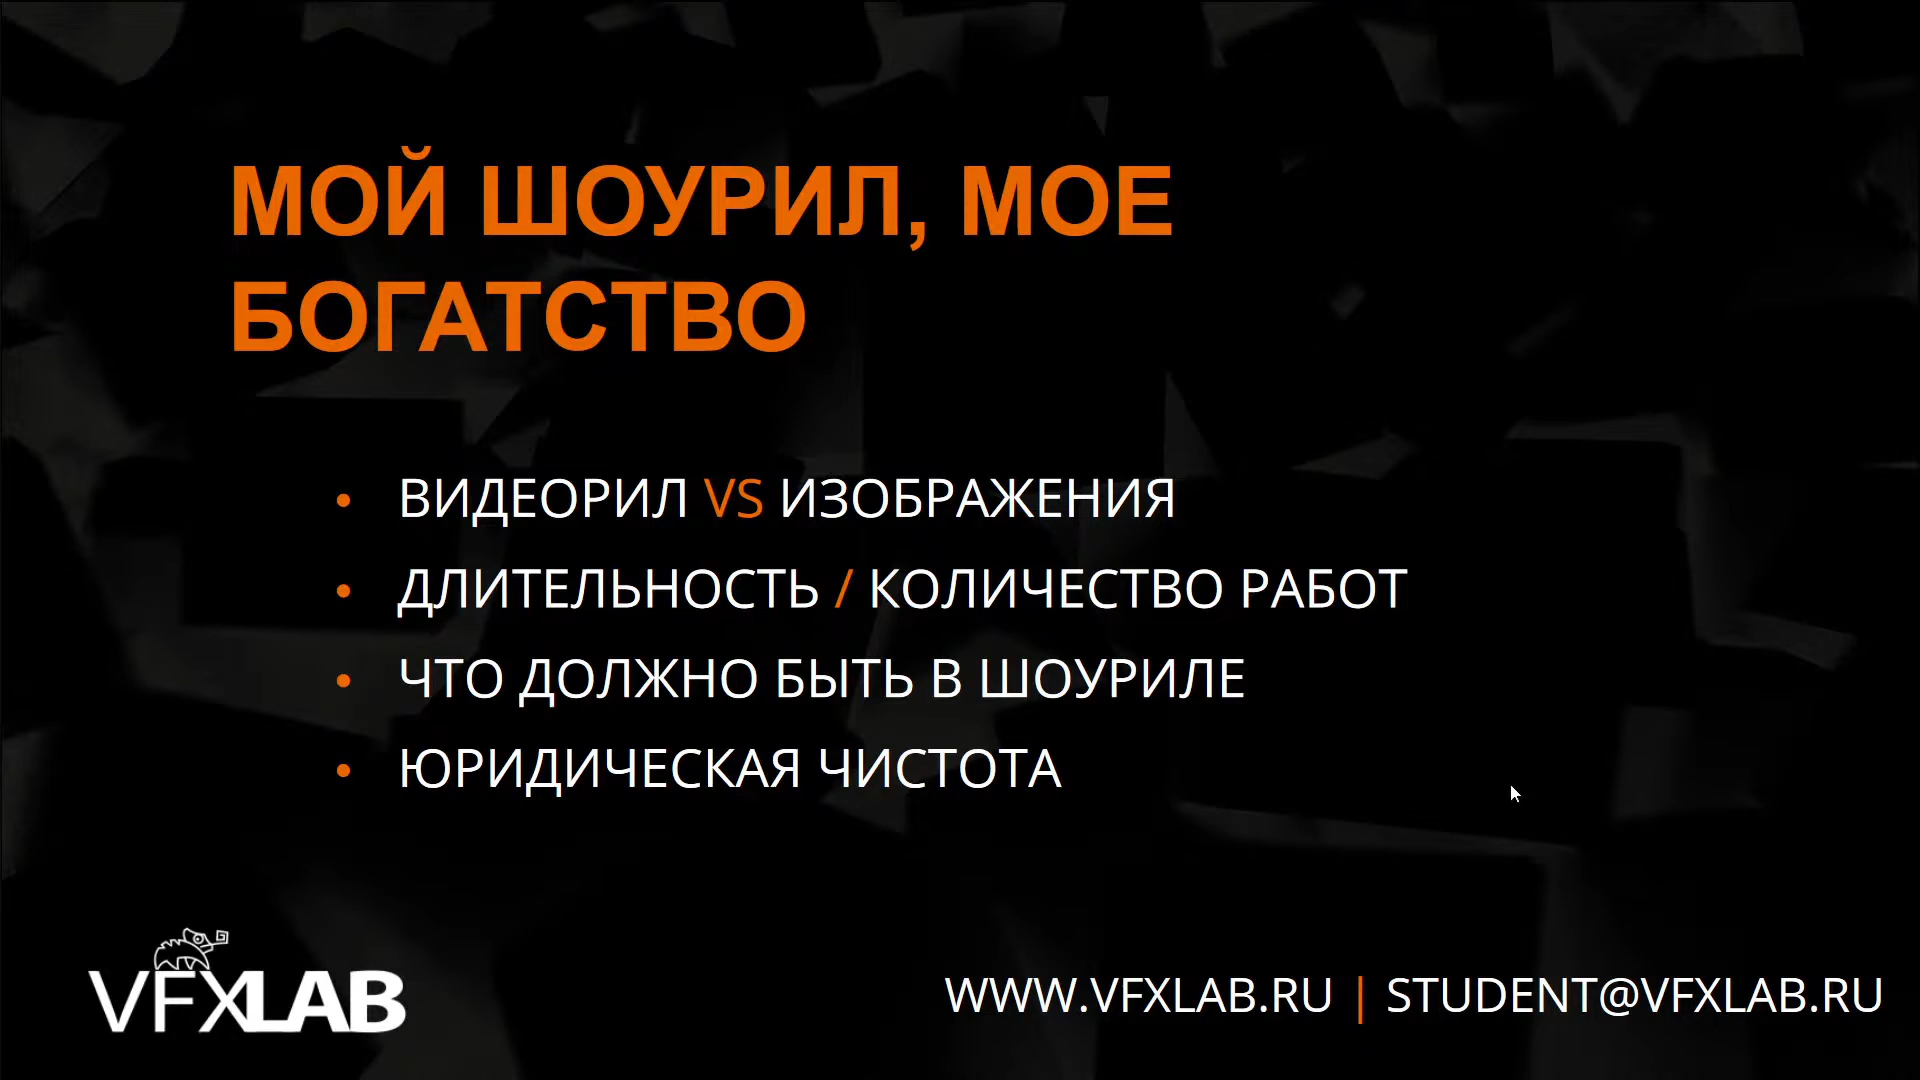 МОЙ ШОУРИЛ, МОЕ
БОГАТСТВО
• ВИДЕОРИЛ VS ИЗОБРАЖЕНИЯ
• ДЛИТЕЛЬНОСТЬ / КОЛИЧЕСТВО РАБОТ
• ЧТО ДОЛЖНО БЫТЬ В ШОУРИЛЕ
• ЮРИДИЧЕСКАЯ ЧИСТОТА
VFXLAB
WWW.VFXLAB.RU | STUDENT@VFXLAB.RU